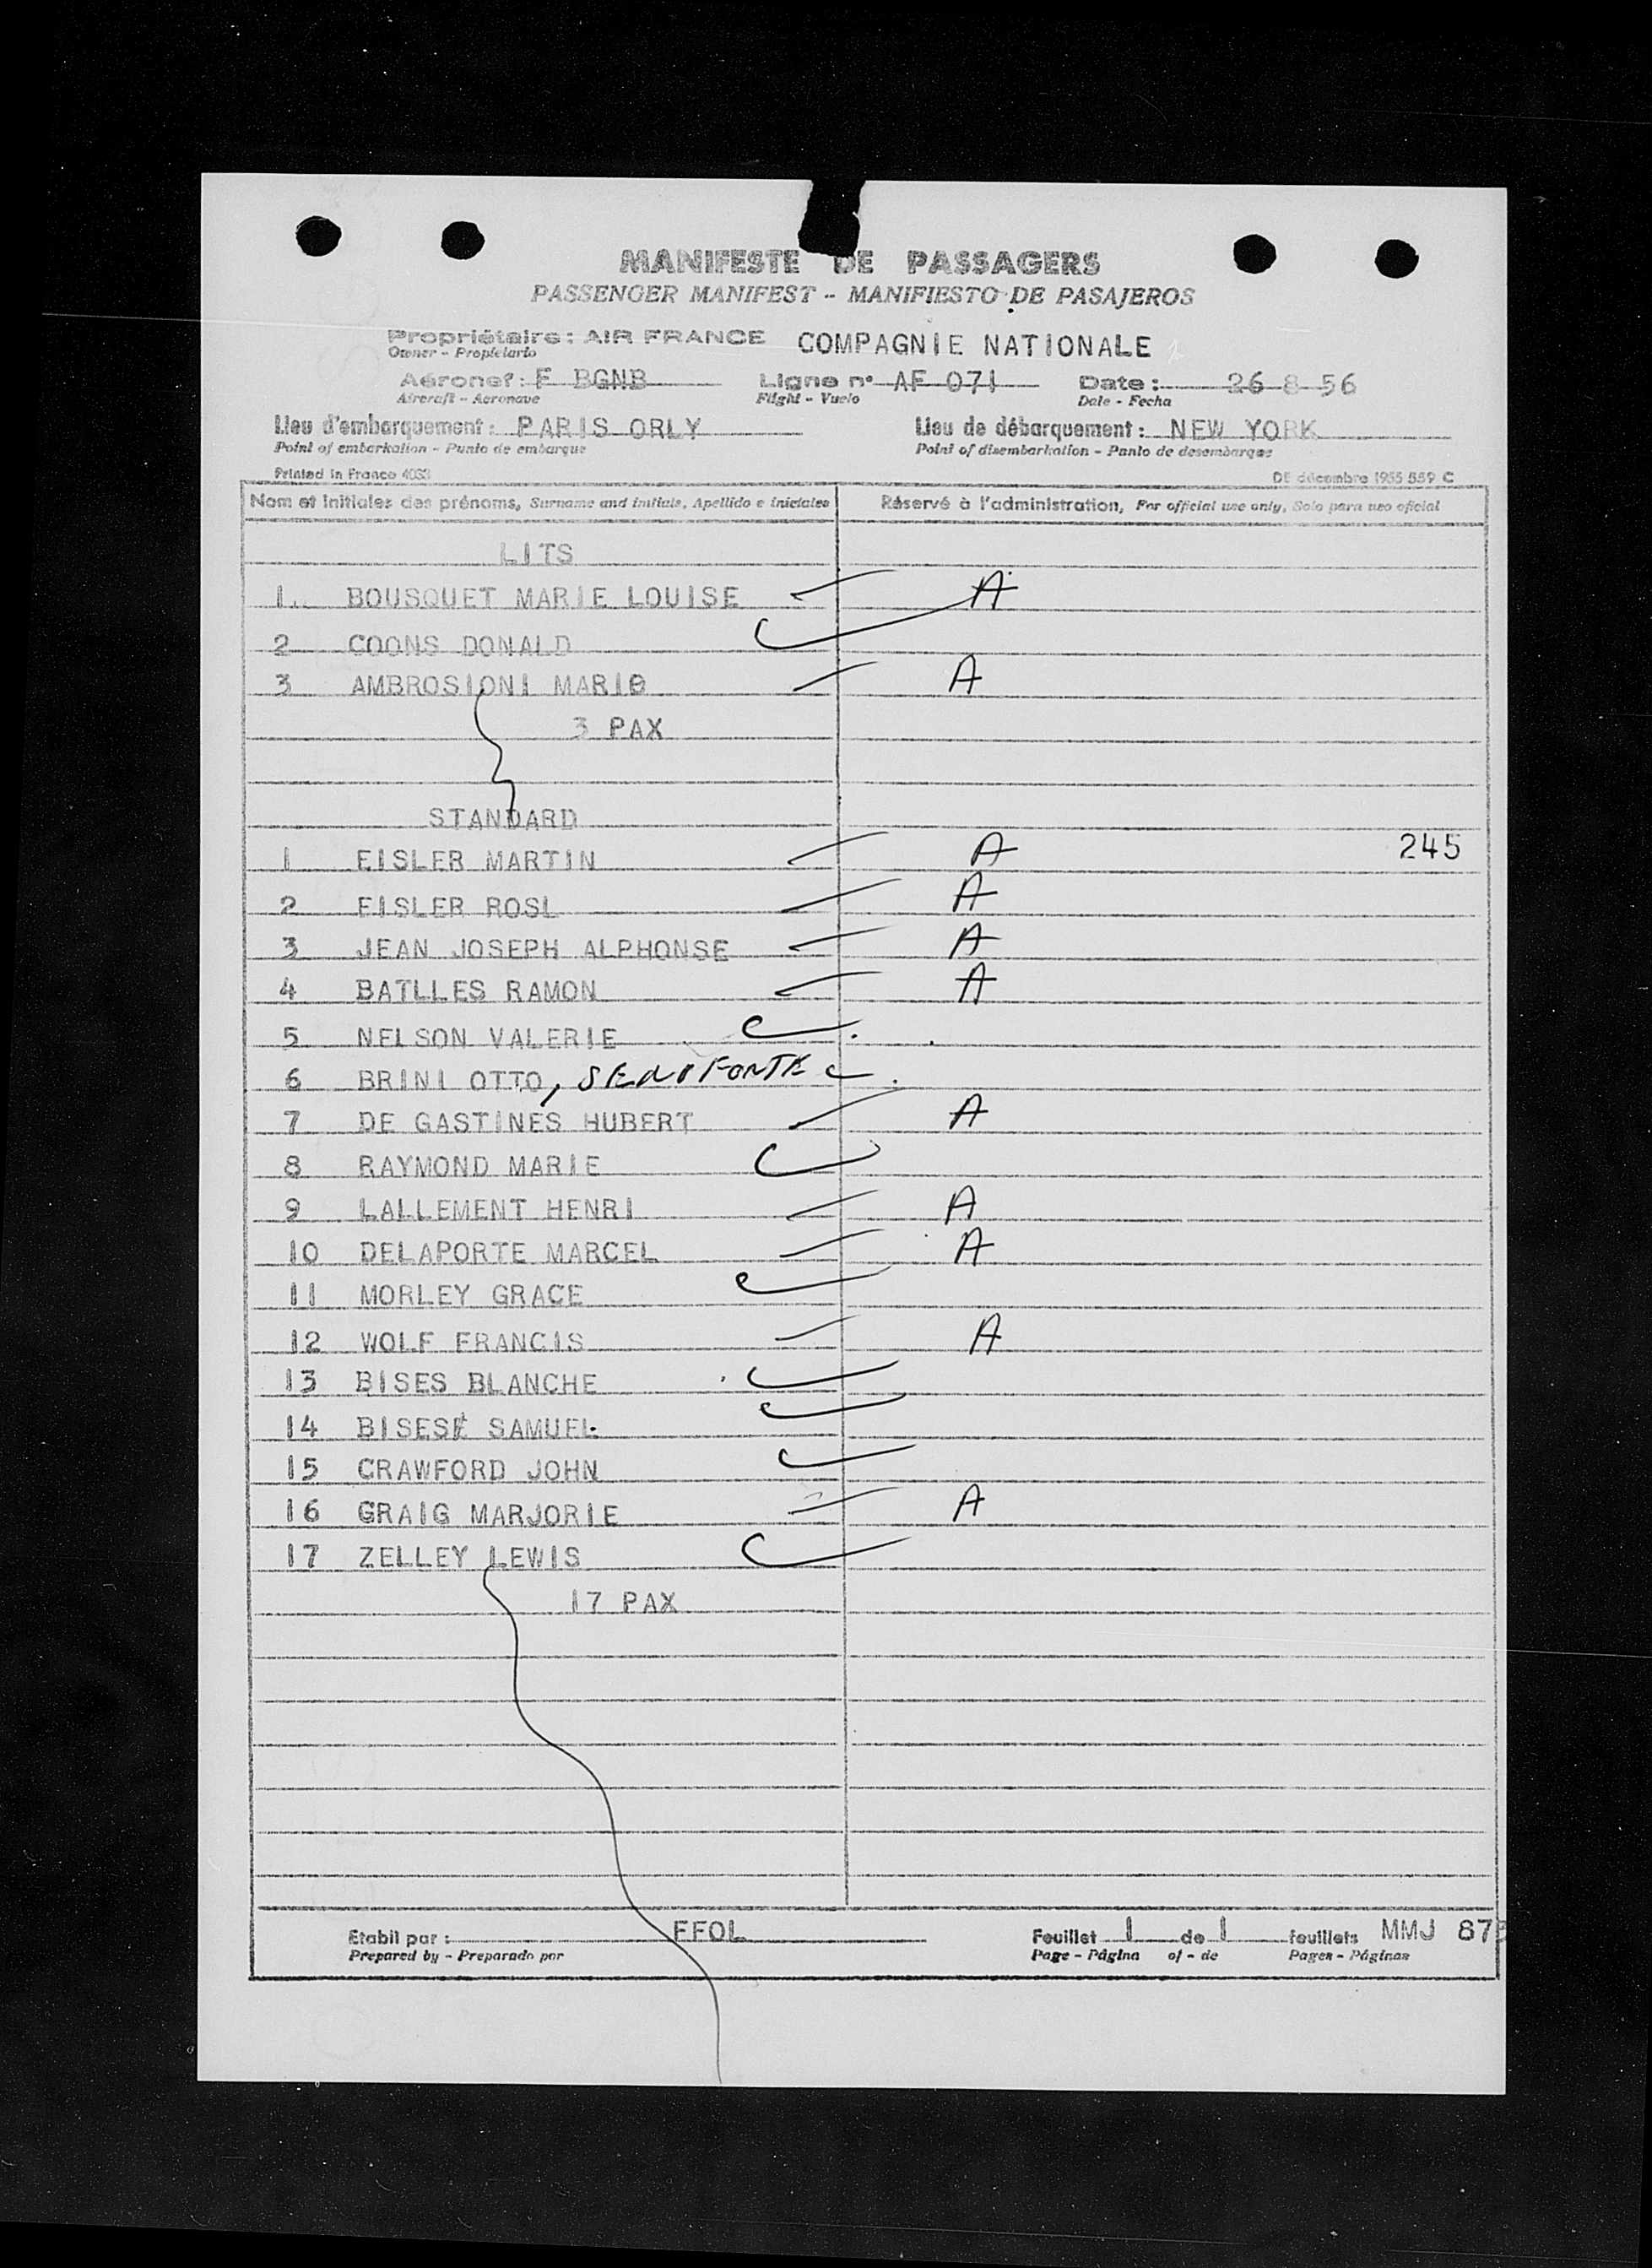 MANIFESTE DE PASSAGERS
PASSENGER MANIFEST - MANIFIESTO DE PASAJEROS
Propriétaire : AIR FRANCE COMPAGNIE NATIONALE
Owner - Propietario
Aéronef : F BGNB Ligne n° AF 071 Date : 26 8 56
Aircraft - Aeronave Flight - Vuelo Date - Fecha
Lieu d'embarquement : PARIS ORLY Lieu de débarquement : NEW YORK
Point of embarkation - Punto de embarque Point of disembarkation - Punto de desembarque
Printed in France 4053 DE décembre 1955 559 C
Nom et initiales des prénoms, Surname and initials, Apellido e iniciales Réservé à l'administration, For official use only, Solo para uso oficial
LITS
1. BOUSQUET MARIE LOUISE A
2 COONS DONALD
3 AMBROSIONI MARIO A
3 PAX
STANDARD
1 EISLER MARTIN A 245
2 EISLER ROSL A
3 JEAN JOSEPH ALPHONSE A
4 BATLLES RAMON A
5 NELSON VALERIE
6 BRINI OTTO, SENOFONTE
7 DE GASTINES HUBERT A
8 RAYMOND MARIE
9 LALLEMENT HENRI A
10 DELAPORTE MARCEL A
11 MORLEY GRACE
12 WOLF FRANCIS A
13 BISES BLANCHE
14 BISESE SAMUEL
15 CRAWFORD JOHN
16 GRAIG MARJORIE A
17 ZELLEY LEWIS
17 PAX
Etabli par : FFOL Feuillet 1 de 1 feuillets MMJ 873
Prepared by - Preparado por Page - Página of - de Pages - Páginas